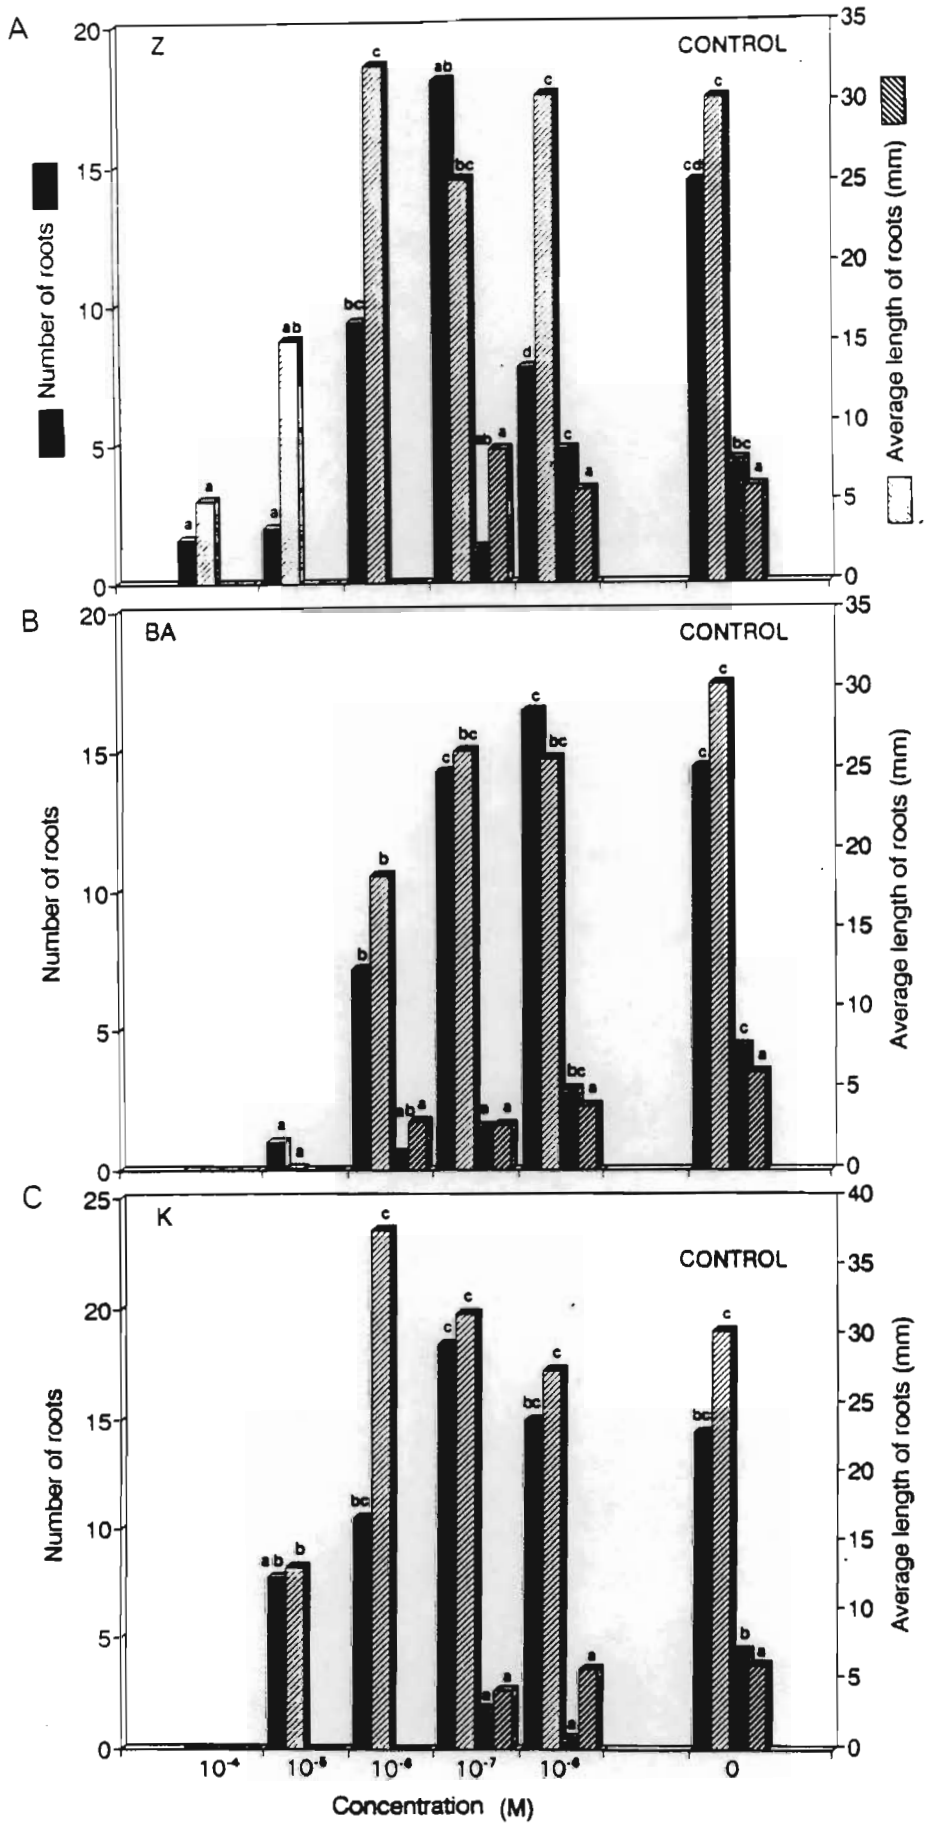 A
Z
CONTROL
20
15
10
5
0
35
30
25
20
15
10
5
0
Number of roots
Average length of roots (mm)
a
a
a
ab
bc
c
ab
bc
b
a
d
c
c
a
cd
c
bc
a
B
BA
CONTROL
20
15
10
5
0
35
30
25
20
15
10
5
0
Number of roots
Average length of roots (mm)
a
a
b
b
ab
a
c
bc
a
a
c
bc
bc
a
c
c
c
a
C
K
CONTROL
25
20
15
10
5
0
40
35
30
25
20
15
10
5
0
Number of roots
Average length of roots (mm)
ab
b
bc
c
c
c
a
a
bc
c
a
a
bc
c
b
a
10⁻⁴ 10⁻⁵ 10⁻⁶ 10⁻⁷ 10⁻⁸ 0
Concentration (M)